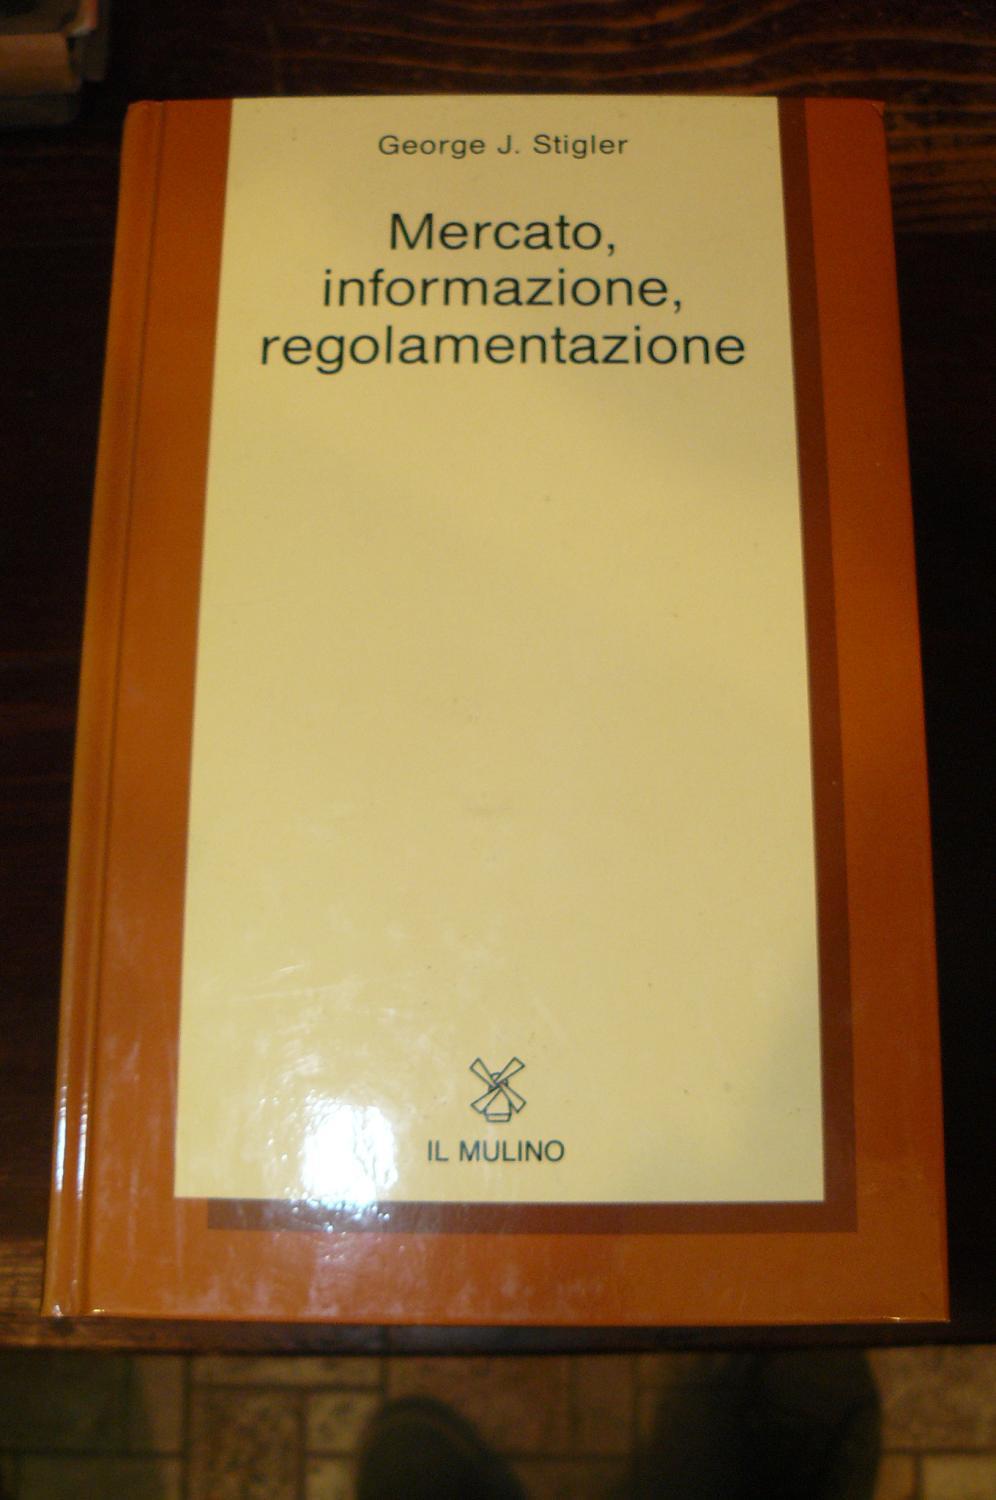 George J. Stigler
Mercato,
informazione,
regolamentazione
IL MULINO